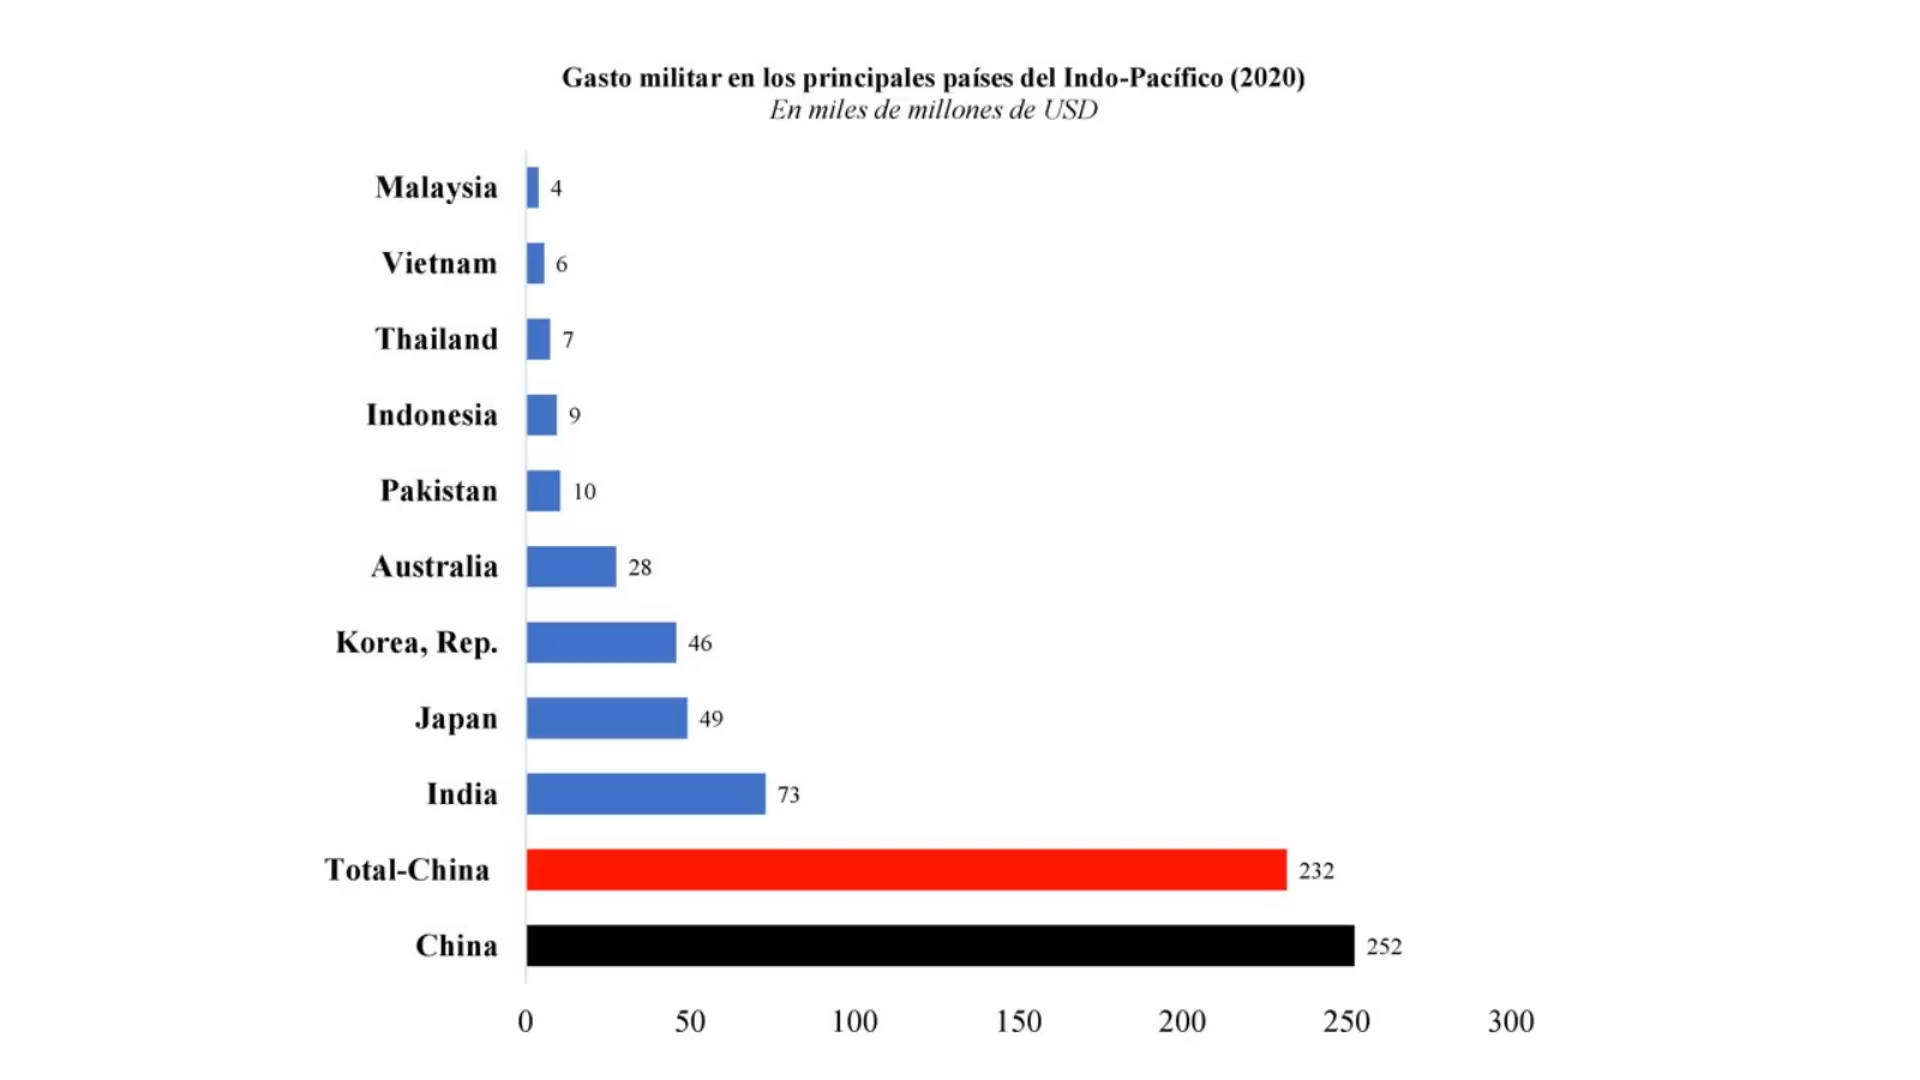 Gasto militar en los principales países del Indo-Pacífico (2020)
En miles de millones de USD
Malaysia 4
Vietnam 6
Thailand 7
Indonesia 9
Pakistan 10
Australia 28
Korea, Rep. 46
Japan 49
India 73
Total-China 232
China 252
0 50 100 150 200 250 300